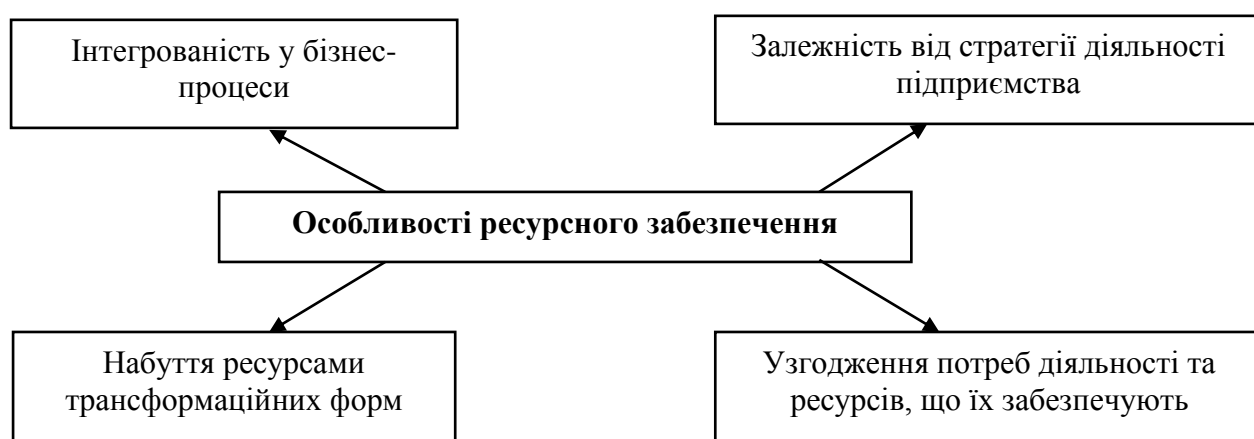 Інтегрованість у бізнес-
процеси
Залежність від стратегії діяльності
підприємства
Особливості ресурсного забезпечення
Набуття ресурсами
трансформаційних форм
Узгодження потреб діяльності та
ресурсів, що їх забезпечують